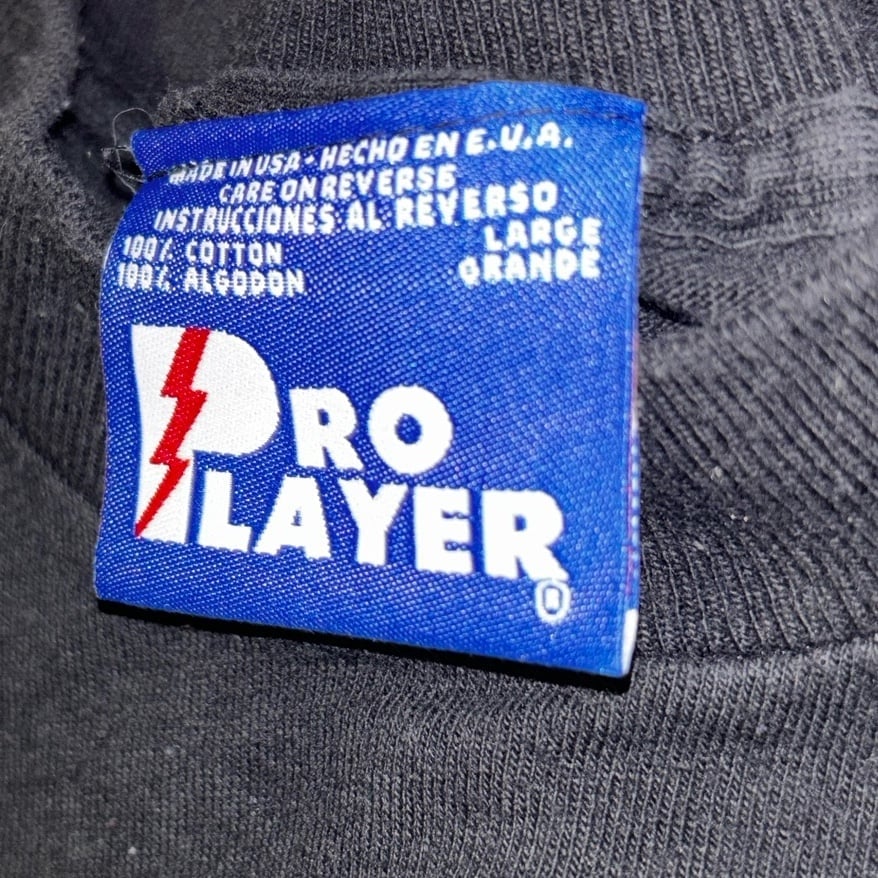 MADE IN USA • HECHO EN E.U.A.
CARE ON REVERSE
INSTRUCCIONES AL REVERSO
100% COTTON LARGE
100% ALGODON GRANDE
PRO
PLAYER
®